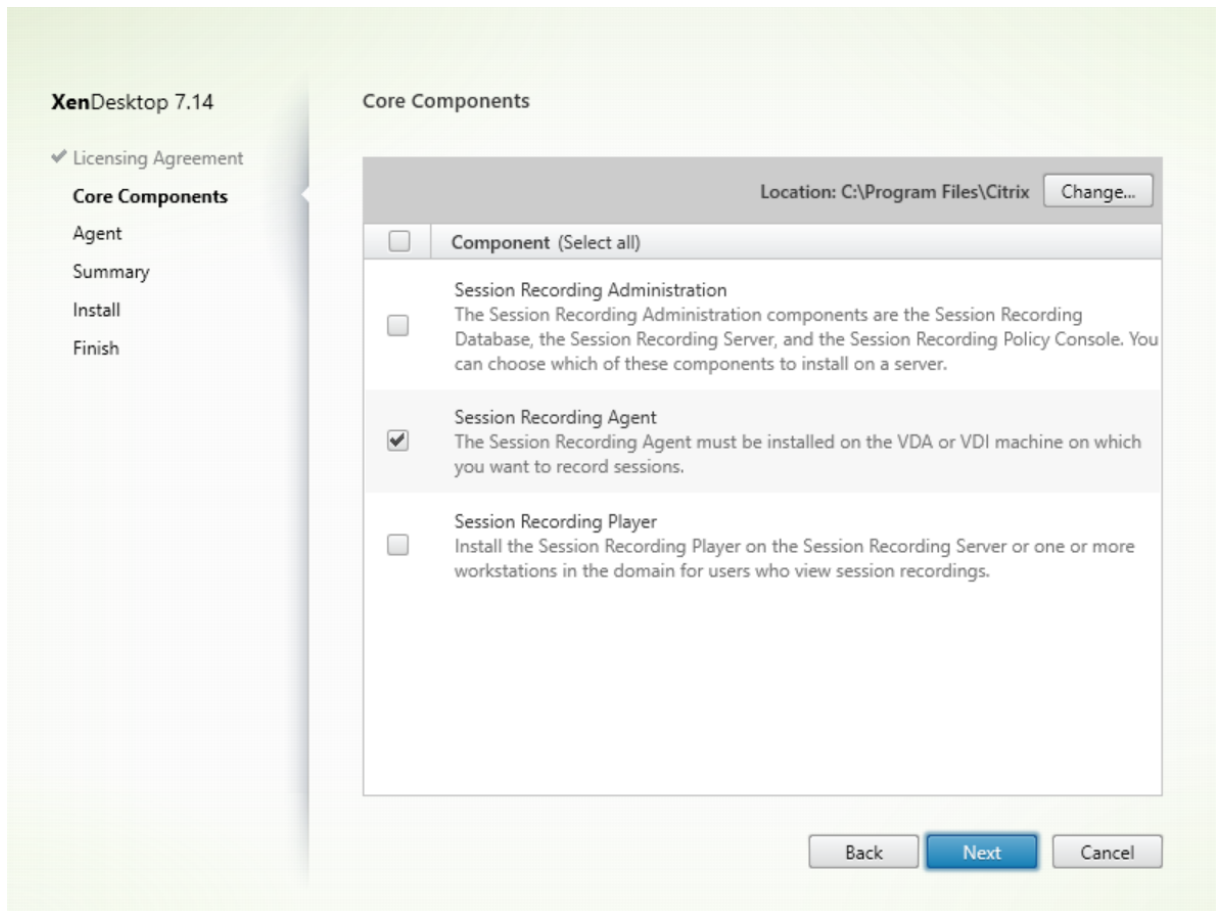 XenDesktop 7.14
Licensing Agreement
Core Components
Agent
Summary
Install
Finish
Core Components
Location: C:\Program Files\Citrix
Change...
Component (Select all)
Session Recording Administration
The Session Recording Administration components are the Session Recording
Database, the Session Recording Server, and the Session Recording Policy Console. You
can choose which of these components to install on a server.
Session Recording Agent
The Session Recording Agent must be installed on the VDA or VDI machine on which
you want to record sessions.
Session Recording Player
Install the Session Recording Player on the Session Recording Server or one or more
workstations in the domain for users who view session recordings.
Back
Next
Cancel